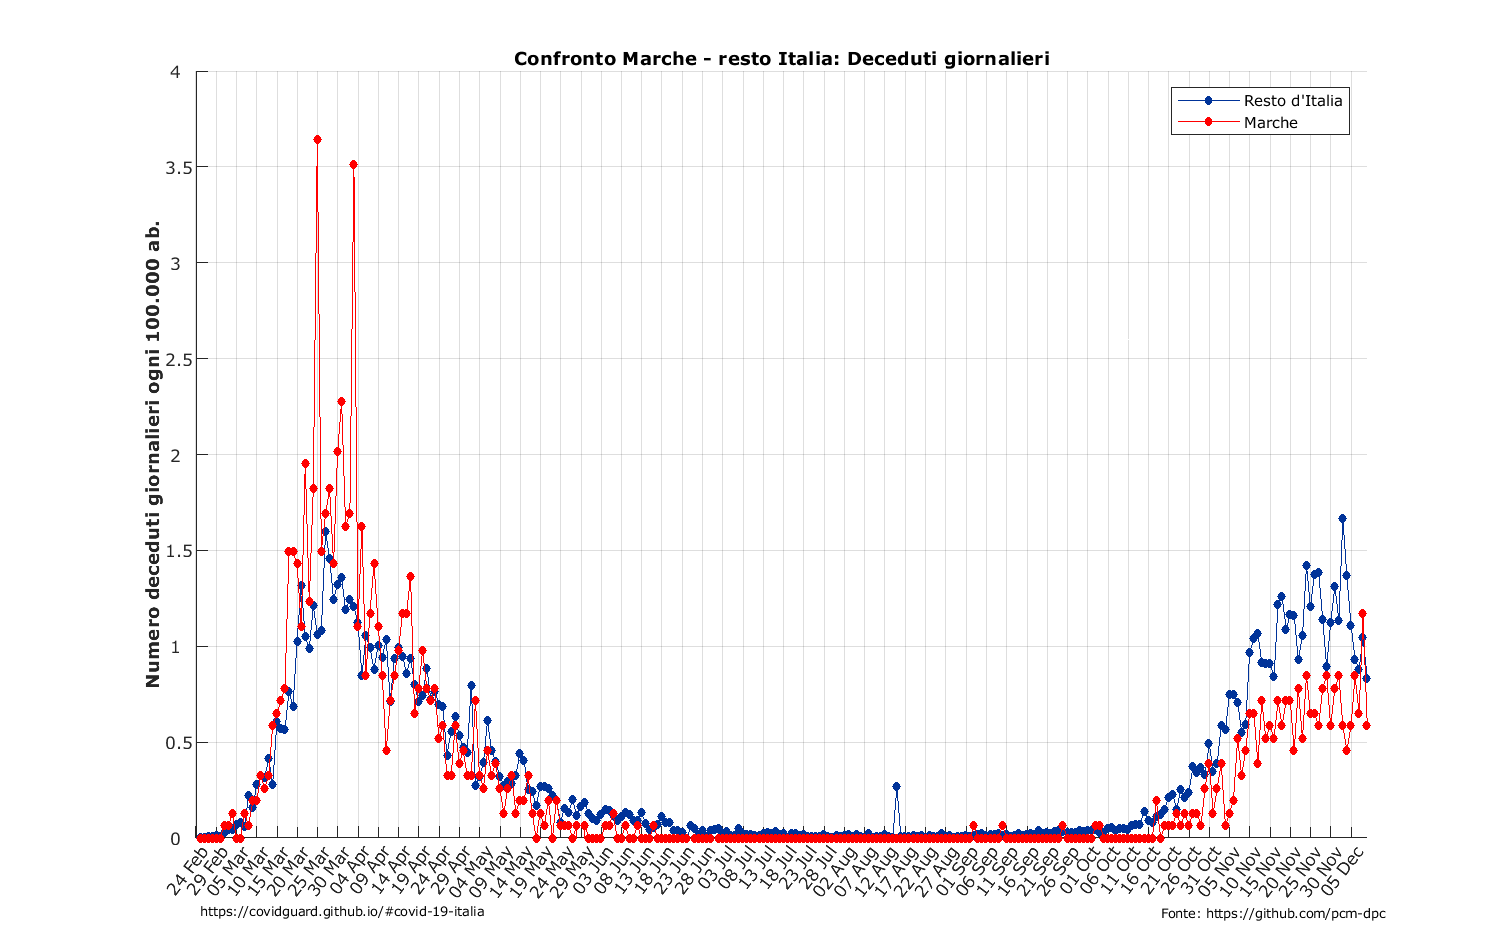 Confronto Marche - resto Italia: Deceduti giornalieri
Resto d'Italia
Marche
Numero deceduti giornalieri ogni 100.000 ab.
4
3.5
3
2.5
2
1.5
1
0.5
0
24 Feb
29 Feb
05 Mar
10 Mar
15 Mar
20 Mar
25 Mar
30 Mar
04 Apr
09 Apr
14 Apr
19 Apr
24 Apr
29 Apr
04 May
09 May
14 May
19 May
24 May
29 May
03 Jun
08 Jun
13 Jun
18 Jun
23 Jun
28 Jun
03 Jul
08 Jul
13 Jul
18 Jul
23 Jul
28 Jul
02 Aug
07 Aug
12 Aug
17 Aug
22 Aug
27 Aug
01 Sep
06 Sep
11 Sep
16 Sep
21 Sep
26 Sep
01 Oct
06 Oct
11 Oct
16 Oct
21 Oct
26 Oct
31 Oct
05 Nov
10 Nov
15 Nov
20 Nov
25 Nov
30 Nov
05 Dec
https://covidguard.github.io/#covid-19-italia
Fonte: https://github.com/pcm-dpc